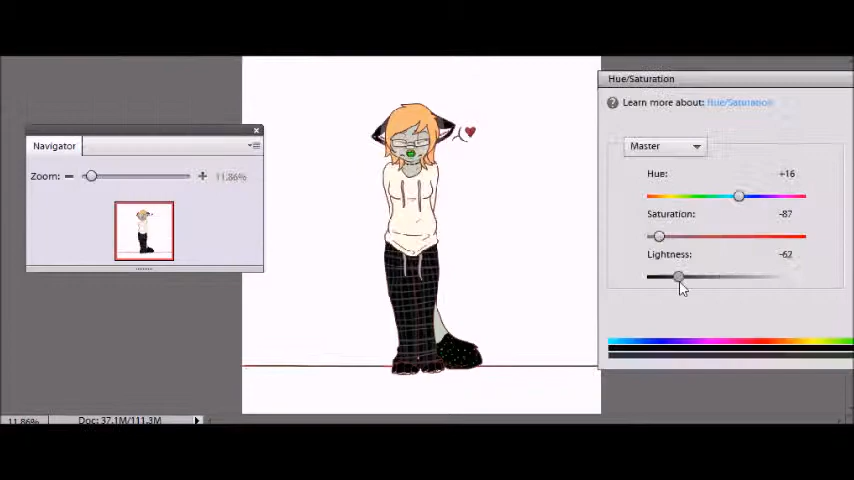 Hue/Saturation
Learn more about: Hue/Saturation
Navigator
Master
Zoom:
11.86%
Hue:
+16
Saturation:
-87
Lightness:
-62
11.86%
Doc: 37.1M/111.3M